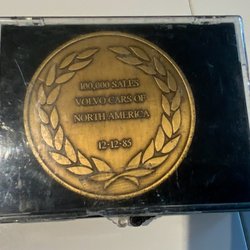 100,000 SALES
VOLVO CARS OF
NORTH AMERICA
12-12-85